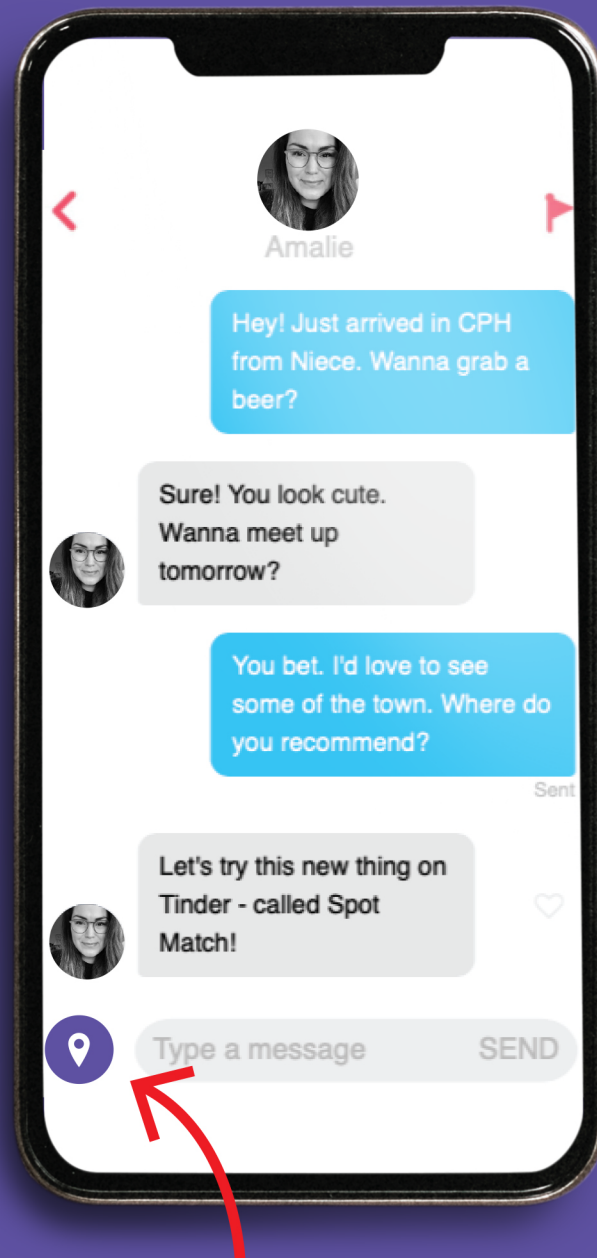 Amalie
Hey! Just arrived in CPH
from Niece. Wanna grab a
beer?
Sure! You look cute.
Wanna meet up
tomorrow?
You bet. I'd love to see
some of the town. Where do
you recommend?
Sent
Let's try this new thing on
Tinder - called Spot
Match!
Type a message SEND